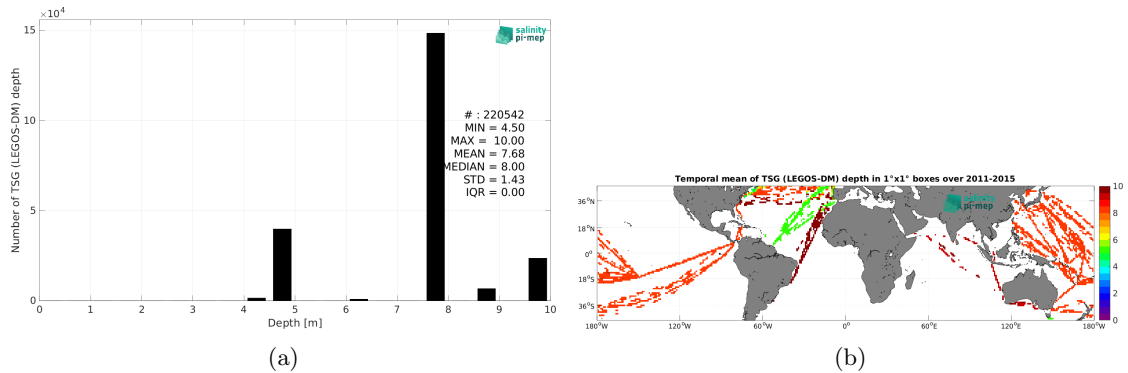 ×10⁴
15
10
5
0
Number of TSG (LEGOS-DM) depth
salinity
pi-mep
# : 220542
MIN = 4.50
MAX = 10.00
MEAN = 7.68
MEDIAN = 8.00
STD = 1.43
IQR = 0.00
0 1 2 3 4 5 6 7 8 9 10
Depth [m]
(a)
Temporal mean of TSG (LEGOS-DM) depth in 1°x1° boxes over 2011-2015
salinity
pi-mep
36°N
18°N
0°
18°S
36°S
180°W 120°W 60°W 0° 60°E 120°E 180°E
10
8
6
4
2
0
(b)